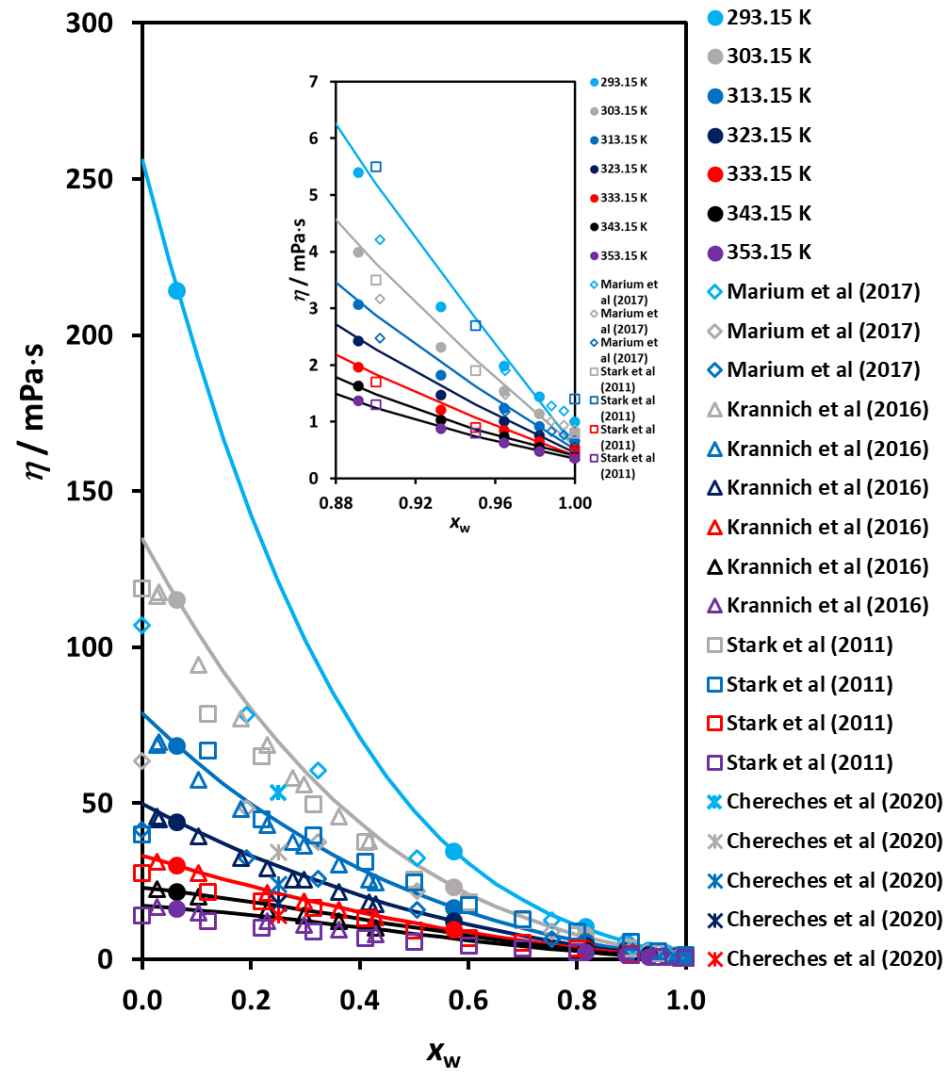 300
250
200
150
100
50
0
η / mPa·s
0.0 0.2 0.4 0.6 0.8 1.0
xw
7
6
5
4
3
2
1
0
η / mPa·s
0.88 0.92 0.96 1.00
xw
293.15 K
303.15 K
313.15 K
323.15 K
333.15 K
343.15 K
353.15 K
Marium et
al (2017)
Marium et
al (2017)
Marium et
al (2017)
Stark et al
(2011)
Stark et al
(2011)
Stark et al
(2011)
Stark et al
(2011)
293.15 K
303.15 K
313.15 K
323.15 K
333.15 K
343.15 K
353.15 K
Marium et al (2017)
Marium et al (2017)
Marium et al (2017)
Krannich et al (2016)
Krannich et al (2016)
Krannich et al (2016)
Krannich et al (2016)
Krannich et al (2016)
Krannich et al (2016)
Stark et al (2011)
Stark et al (2011)
Stark et al (2011)
Stark et al (2011)
Chereches et al (2020)
Chereches et al (2020)
Chereches et al (2020)
Chereches et al (2020)
Chereches et al (2020)